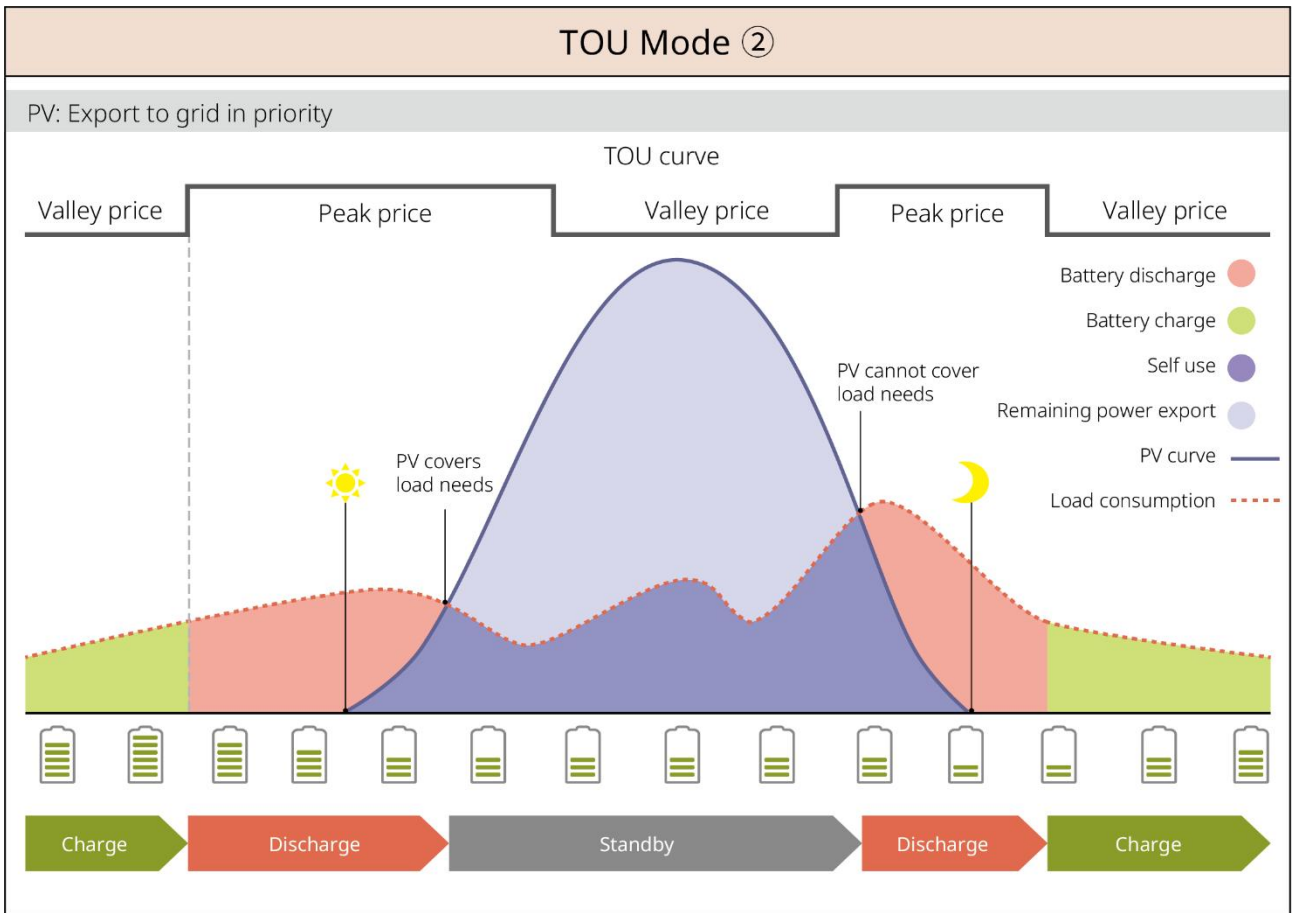 TOU Mode ②
PV: Export to grid in priority
TOU curve
Valley price
Peak price
Valley price
Peak price
Valley price
Battery discharge
Battery charge
Self use
Remaining power export
PV curve
Load consumption
PV cannot cover
load needs
PV covers
load needs
Charge
Discharge
Standby
Discharge
Charge